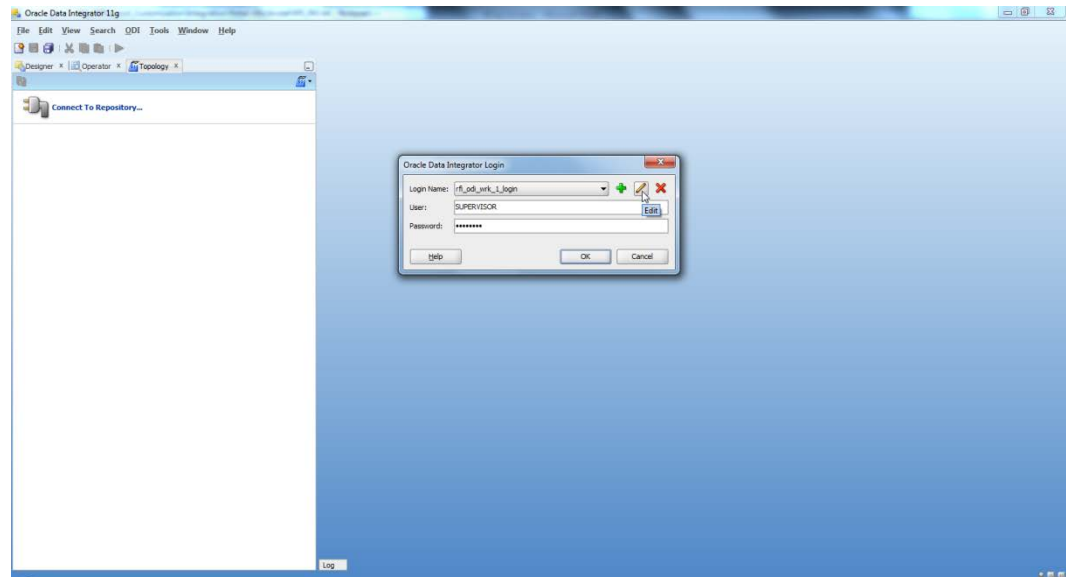 Oracle Data Integrator 11g
File Edit View Search ODI Tools Window Help
Designer Operator Topology
Connect To Repository...
Oracle Data Integrator Login
Login Name: rfi_odi_wrk_1_login
Edit
User: SUPERVISOR
Password: ••••••••
Help OK Cancel
Log